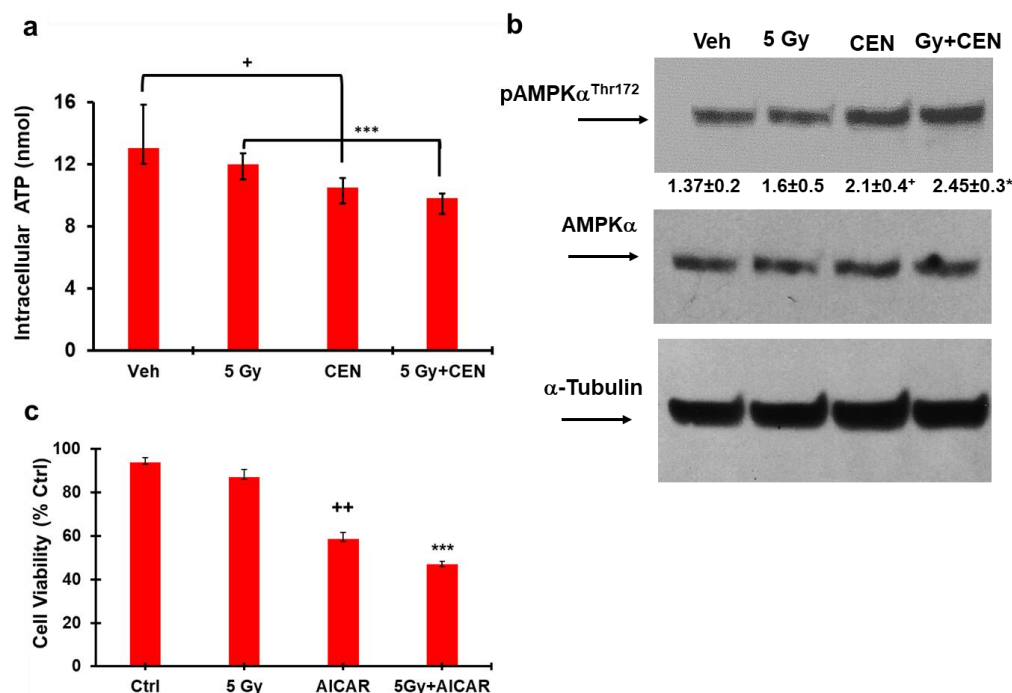 a
+
***
Intracellular ATP (nmol)
16
12
8
4
0
Veh 5 Gy CEN 5 Gy+CEN
b
Veh 5 Gy CEN Gy+CEN
pAMPKα^Thr172
1.37±0.2 1.6±0.5 2.1±0.4⁺ 2.45±0.3*
AMPKα
α-Tubulin
c
Cell Viability (% Ctrl)
100
80
60
40
20
0
++
***
Ctrl 5 Gy AICAR 5Gy+AICAR